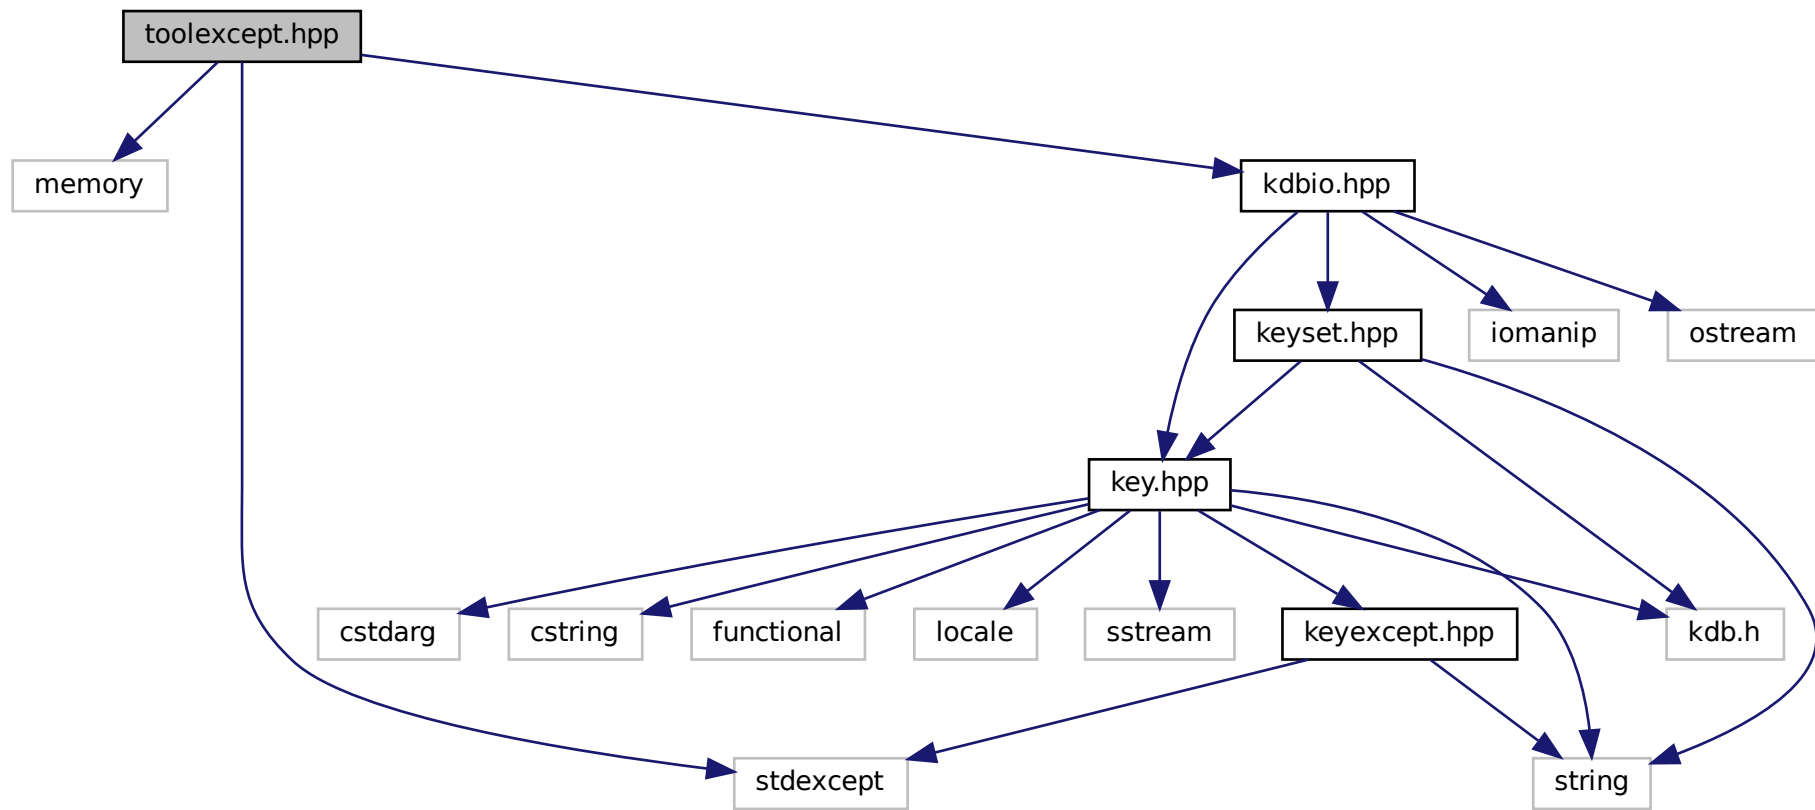 toolexcept.hpp
memory
kdbio.hpp
keyset.hpp
iomanip
ostream
key.hpp
cstdarg
cstring
functional
locale
sstream
keyexcept.hpp
kdb.h
stdexcept
string